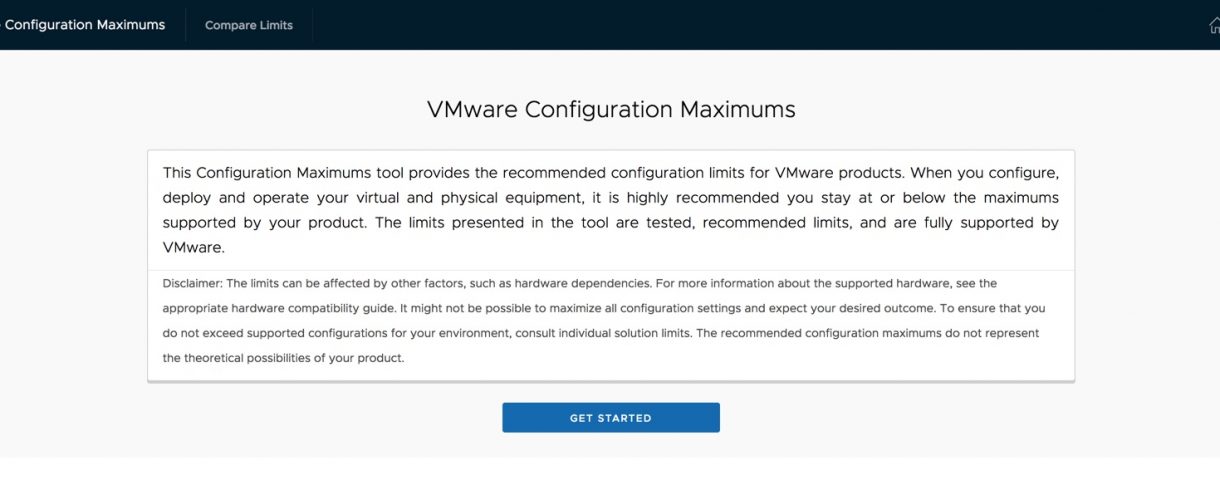 Configuration Maximums
Compare Limits
VMware Configuration Maximums
This Configuration Maximums tool provides the recommended configuration limits for VMware products. When you configure,
deploy and operate your virtual and physical equipment, it is highly recommended you stay at or below the maximums
supported by your product. The limits presented in the tool are tested, recommended limits, and are fully supported by
VMware.
Disclaimer: The limits can be affected by other factors, such as hardware dependencies. For more information about the supported hardware, see the
appropriate hardware compatibility guide. It might not be possible to maximize all configuration settings and expect your desired outcome. To ensure that you
do not exceed supported configurations for your environment, consult individual solution limits. The recommended configuration maximums do not represent
the theoretical possibilities of your product.
GET STARTED